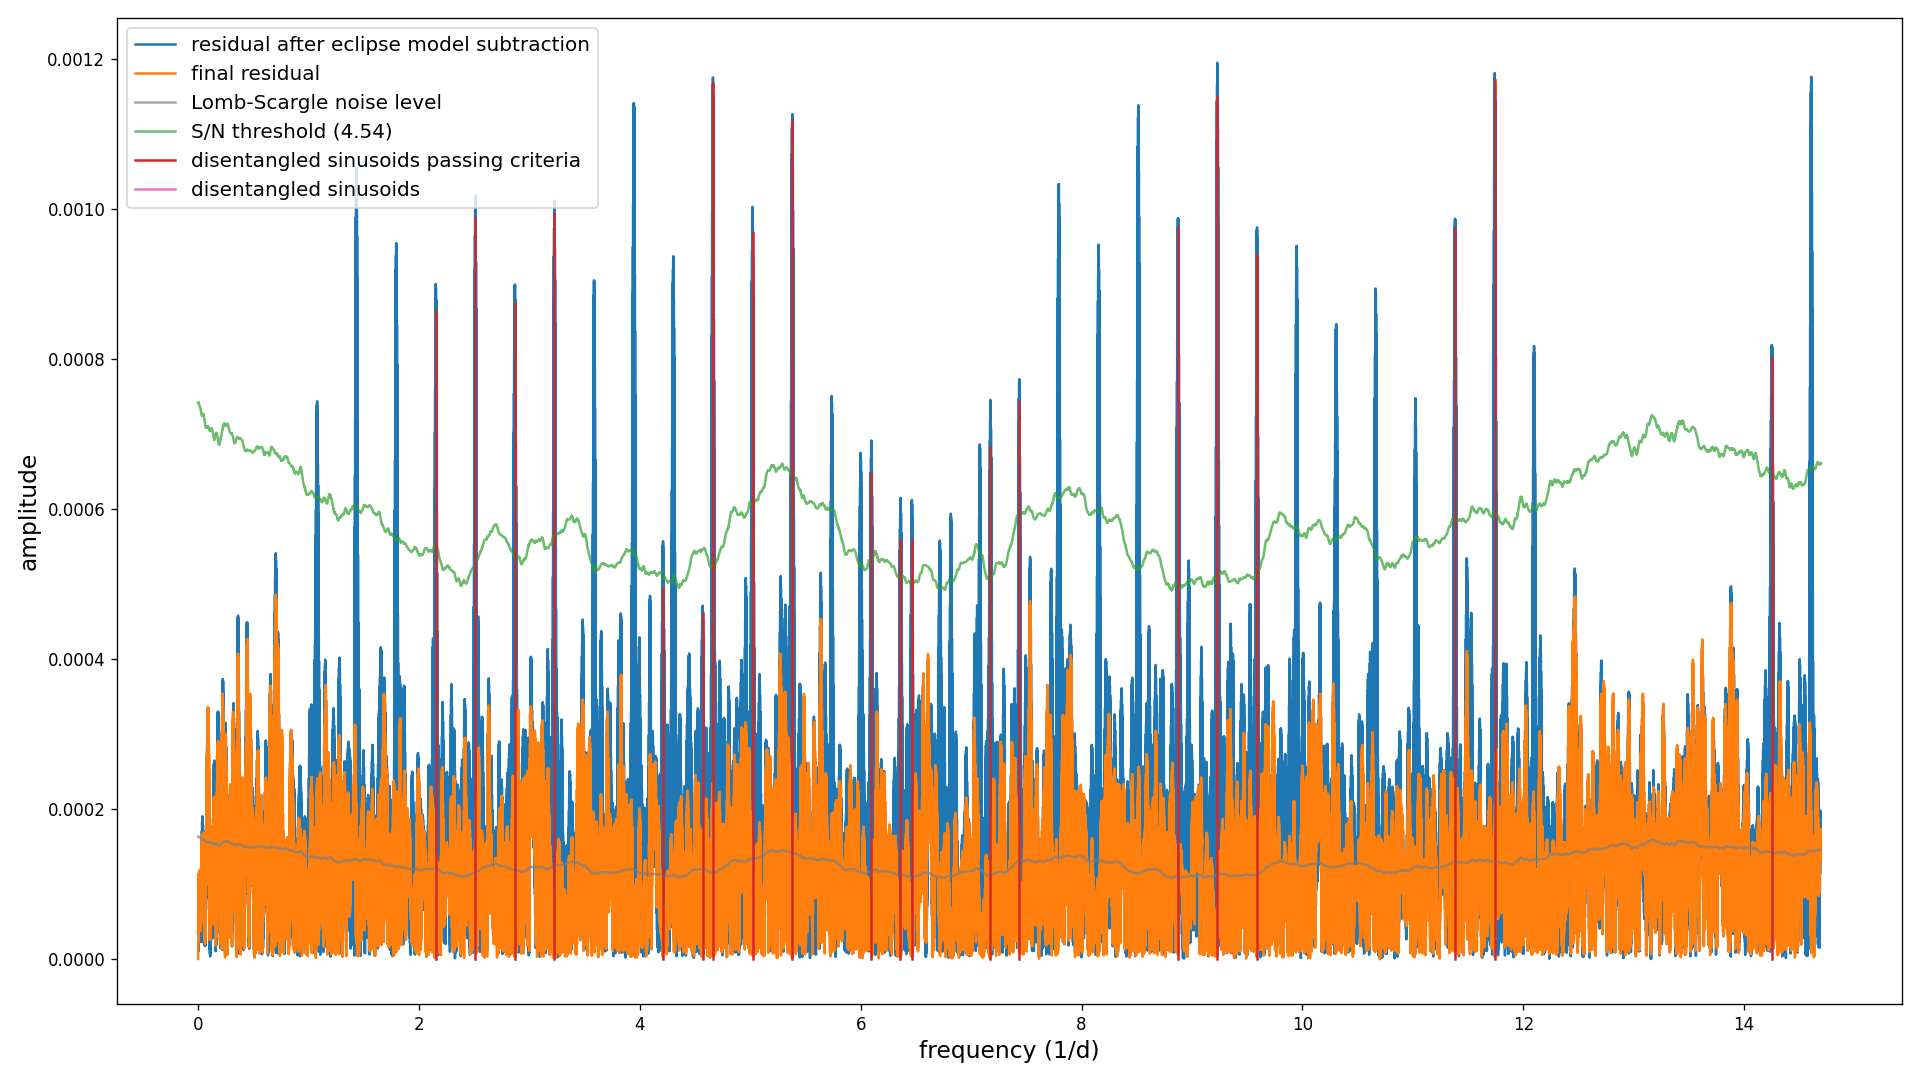 residual after eclipse model subtraction
final residual
Lomb-Scargle noise level
S/N threshold (4.54)
disentangled sinusoids passing criteria
disentangled sinusoids
0.0012
0.0010
0.0008
0.0006
0.0004
0.0002
0.0000
amplitude
0 2 4 6 8 10 12 14
frequency (1/d)